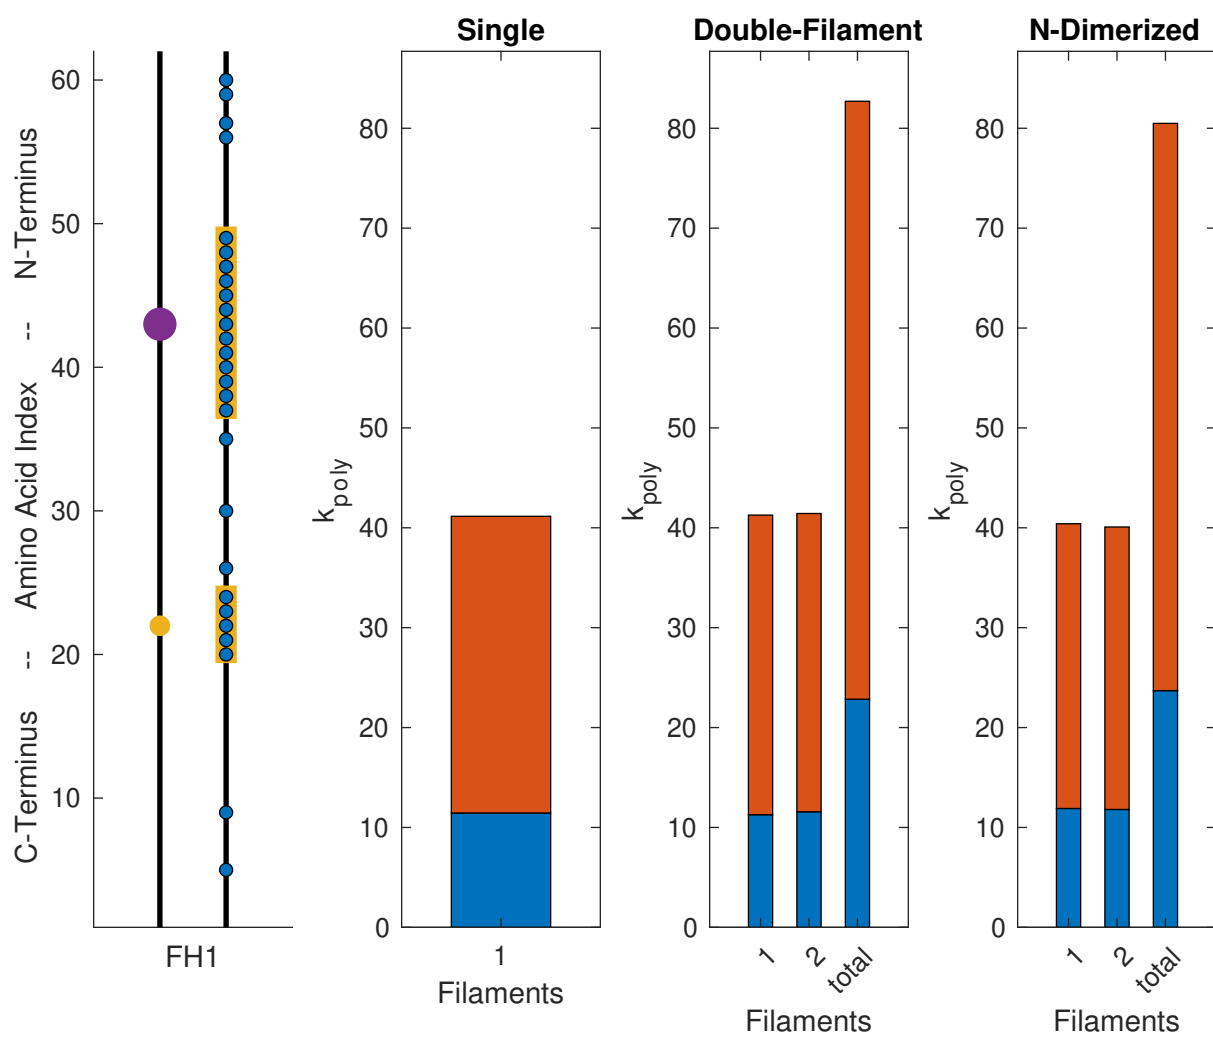 Single
Double-Filament
N-Dimerized
C-Terminus -- Amino Acid Index -- N-Terminus
60
50
40
30
20
10
FH1
k_poly
80
70
60
50
40
30
20
10
0
1
Filaments
k_poly
80
70
60
50
40
30
20
10
0
1
2
total
Filaments
k_poly
80
70
60
50
40
30
20
10
0
1
2
total
Filaments